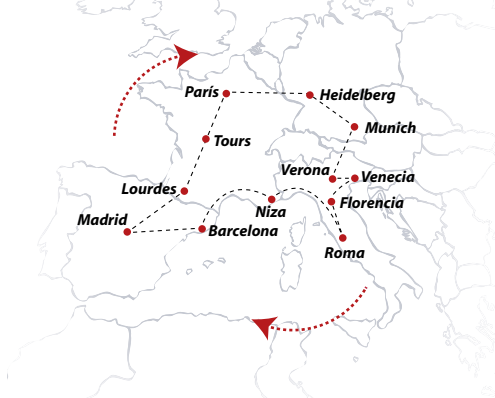 París
Heidelberg
Munich
Tours
Verona
Venecia
Lourdes
Florencia
Niza
Madrid
Barcelona
Roma